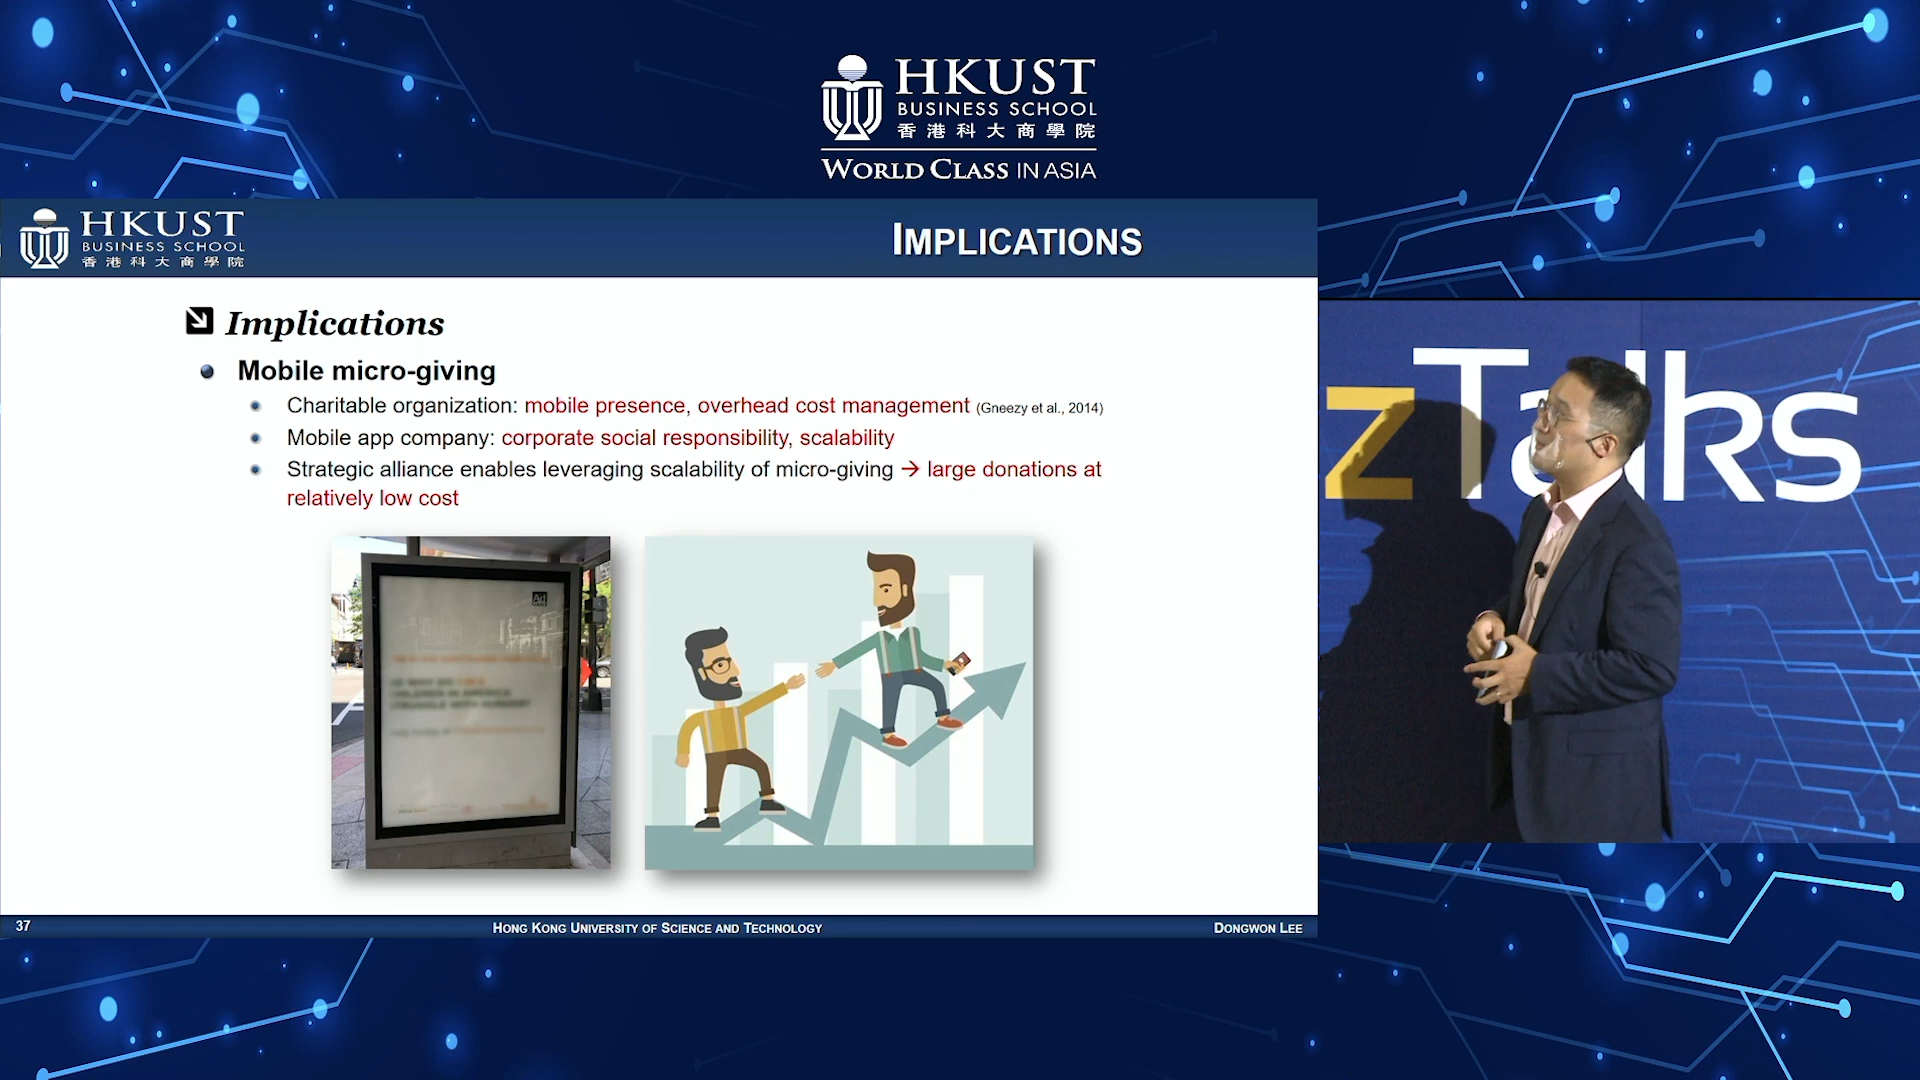 HKUST
BUSINESS SCHOOL
香港科大商學院
WORLD CLASS IN ASIA
HKUST
BUSINESS SCHOOL
香港科大商學院
IMPLICATIONS
Implications
Mobile micro-giving
Charitable organization: mobile presence, overhead cost management (Gneezy et al., 2014)
Mobile app company: corporate social responsibility, scalability
Strategic alliance enables leveraging scalability of micro-giving → large donations at
relatively low cost
Ad
zTalks
37
HONG KONG UNIVERSITY OF SCIENCE AND TECHNOLOGY
DONGWON LEE